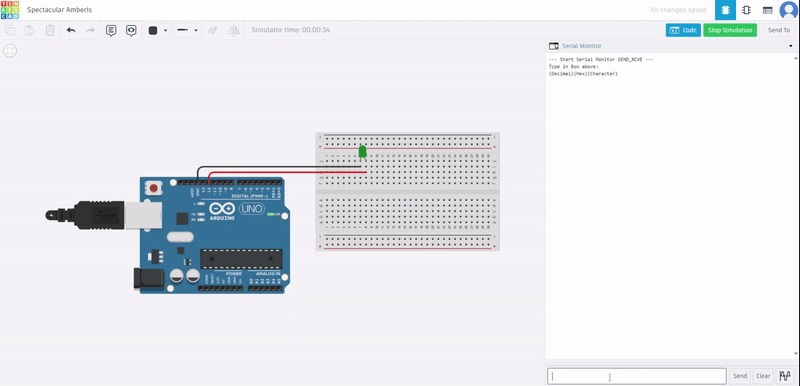 TIN
KER
CAD
Spectacular Amberis
All changes saved
Simulator time: 00:00:34
Code
Stop Simulation
Send To
Serial Monitor
--- Start Serial Monitor SEND_RCVE ---
Type in Box above:
(Decimal)(Hex)(Character)
DIGITAL (PWM~)
UNO
ARDUINO
POWER
ANALOG IN
Send
Clear